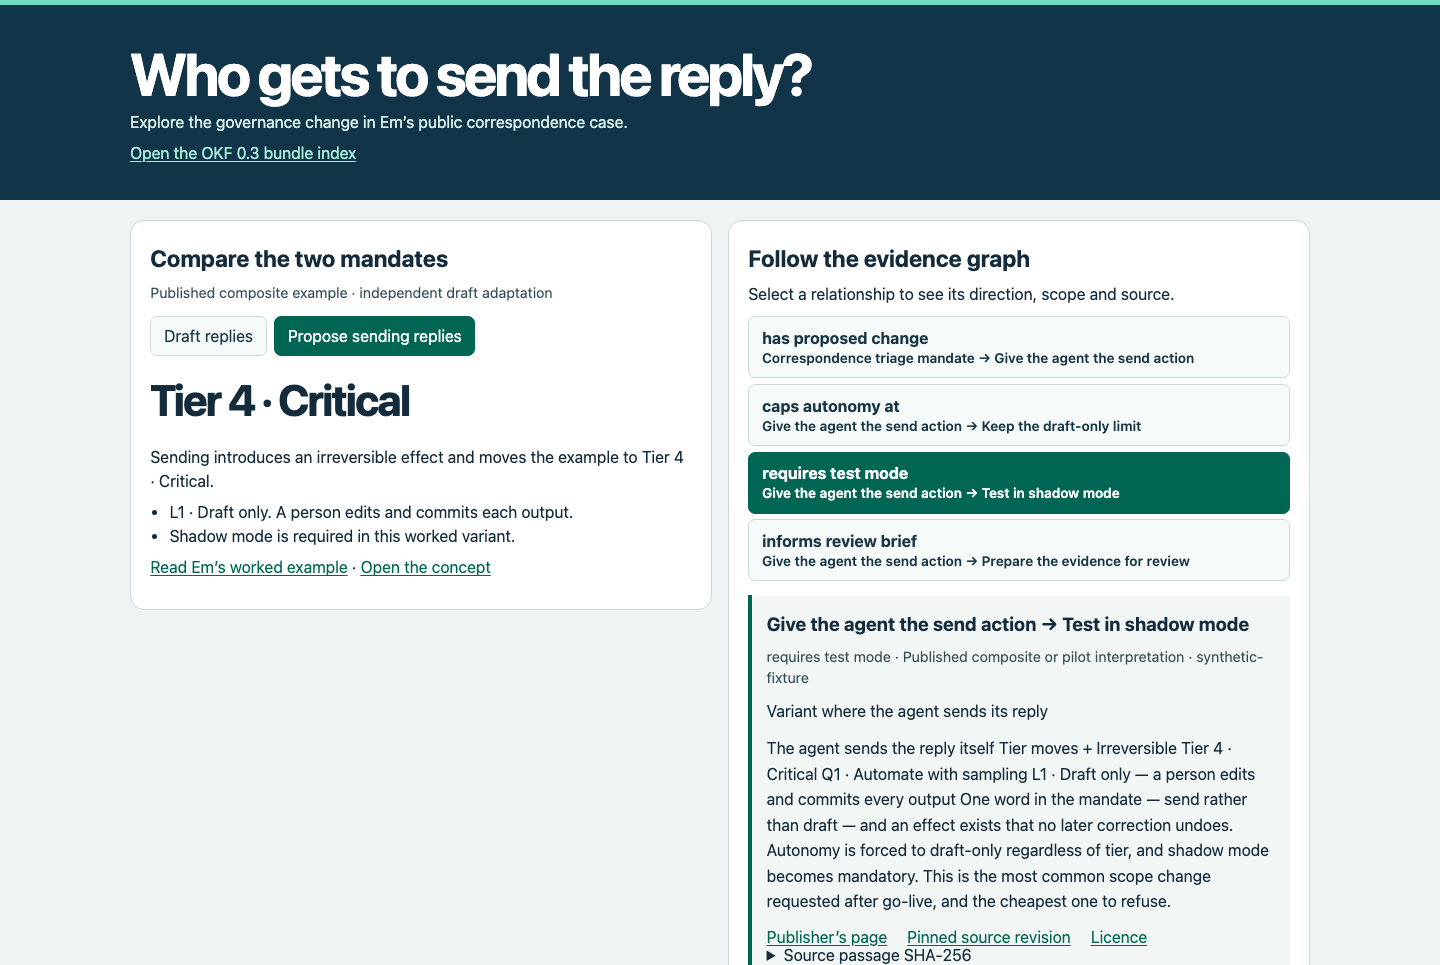 Who gets to send the reply?
Explore the governance change in Em’s public correspondence case.
Open the OKF 0.3 bundle index
Compare the two mandates
Published composite example · independent draft adaptation
Draft replies
Propose sending replies
Tier 4 · Critical
Sending introduces an irreversible effect and moves the example to Tier 4
· Critical.
• L1 · Draft only. A person edits and commits each output.
• Shadow mode is required in this worked variant.
Read Em’s worked example · Open the concept
Follow the evidence graph
Select a relationship to see its direction, scope and source.
has proposed change
Correspondence triage mandate → Give the agent the send action
caps autonomy at
Give the agent the send action → Keep the draft-only limit
requires test mode
Give the agent the send action → Test in shadow mode
informs review brief
Give the agent the send action → Prepare the evidence for review
Give the agent the send action → Test in shadow mode
requires test mode · Published composite or pilot interpretation · synthetic-
fixture
Variant where the agent sends its reply
The agent sends the reply itself Tier moves + Irreversible Tier 4 ·
Critical Q1 · Automate with sampling L1 · Draft only — a person edits
and commits every output One word in the mandate — send rather
than draft — and an effect exists that no later correction undoes.
Autonomy is forced to draft-only regardless of tier, and shadow mode
becomes mandatory. This is the most common scope change
requested after go-live, and the cheapest one to refuse.
Publisher’s page Pinned source revision Licence
▶ Source passage SHA-256